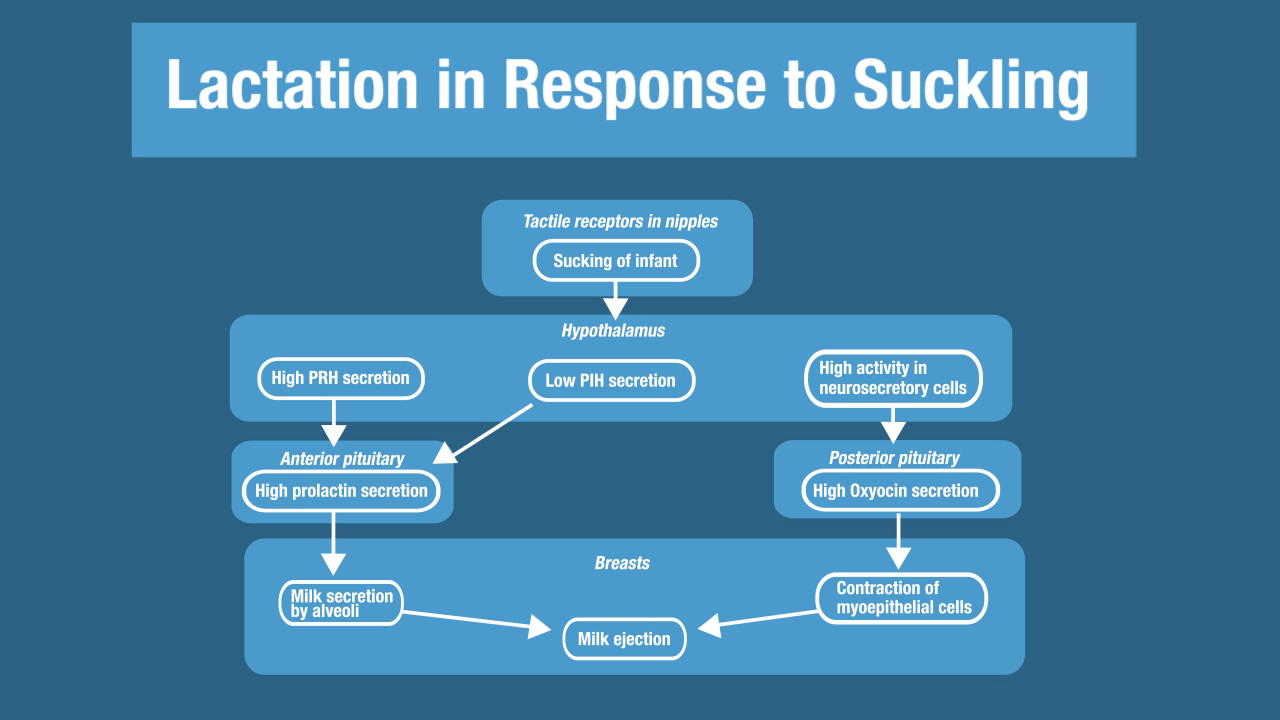 Lactation in Response to Suckling
Tactile receptors in nipples
Sucking of infant
Hypothalamus
High PRH secretion
Low PIH secretion
High activity in
neurosecretory cells
Anterior pituitary
High prolactin secretion
Posterior pituitary
High Oxyocin secretion
Breasts
Milk secretion
by alveoli
Milk ejection
Contraction of
myoepithelial cells